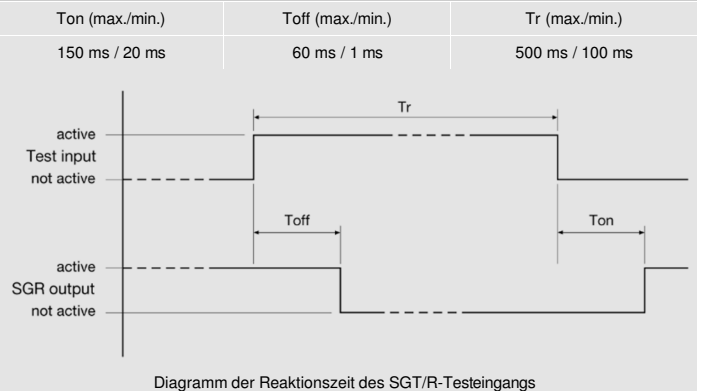 Ton (max./min.) Toff (max./min.) Tr (max./min.)
150 ms / 20 ms 60 ms / 1 ms 500 ms / 100 ms
Tr
active
Test input
not active
Toff Ton
active
SGR output
not active
Diagramm der Reaktionszeit des SGT/R-Testeingangs